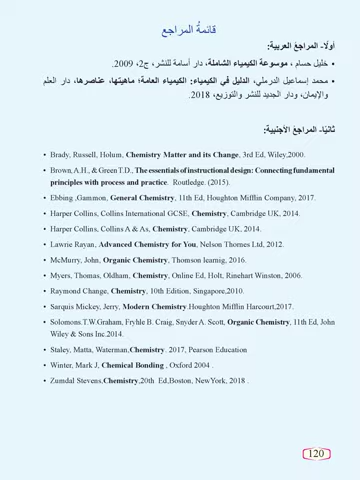 قائمةُ المراجع
أولًا- المراجعُ العربية:
• خليل حسام ، موسوعة الكيمياء الشاملة، دار أسامة للنشر، ج2، 2009.
• محمد إسماعيل الدرملي، الدليل في الكيمياء: الكيمياء العامة؛ ماهيتها، عناصرها، دار العلم
والإيمان، ودار الجديد للنشر والتوزيع، 2018.
ثانيًا- المراجعُ الأجنبية:
• Brady, Russell, Holum, Chemistry Matter and its Change, 3rd Ed, Wiley,2000.
• Brown, A.H., & Green T.D., The essentials of instructional design: Connecting fundamental
principles with process and practice. Routledge. (2015).
• Ebbing ,Gammon, General Chemistry, 11th Ed, Houghton Mifflin Company, 2017.
• Harper Collins, Collins International GCSE, Chemistry, Cambridge UK, 2014.
• Harper Collins, Collins A & As, Chemistry, Cambridge UK, 2014.
• Lawrie Rayan, Advanced Chemistry for You, Nelson Thornes Ltd, 2012.
• McMurry, John, Organic Chemistry, Thomson learnig, 2016.
• Myers, Thomas, Oldham, Chemistry, Online Ed, Holt, Rinehart Winston, 2006.
• Raymond Change, Chemistry, 10th Edition, Singapore,2010.
• Sarquis Mickey, Jerry, Modern Chemistry.Houghton Mifflin Harcourt,2017.
• Solomons.T.W.Graham, Fryhle B. Craig, Snyder A. Scott, Organic Chemistry, 11th Ed, John
Wiley & Sons Inc.2014.
• Staley, Matta, Waterman,Chemistry. 2017, Pearson Education
• Winter, Mark J, Chemical Bonding , Oxford 2004 .
• Zumdal Stevens,Chemistry,20th Ed,Boston, NewYork, 2018 .
120